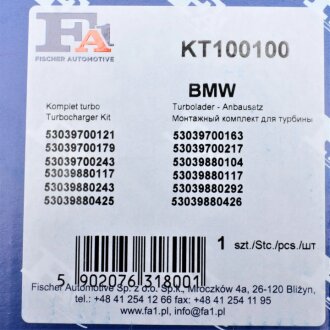 FA1
FISCHER AUTOMOTIVE
KT100100
BMW
Komplet turbo
Turbocharger Kit
Turbolader - Anbausatz
Монтажный комплект для турбины
53039700121
53039700179
53039700243
53039880117
53039880243
53039880425
53039700163
53039700217
53039880104
53039880117
53039880292
53039880426
1 szt./Stc./pcs./шт
5 902076 318001
Fischer Automotive Sp. z o.o. Sp.k., Mroczków 4a, 26-120 Bliżyn,
tel.: +48 41 254 12 66 fax: +48 41 254 19 04
www.fa1.pl info@fa1.pl